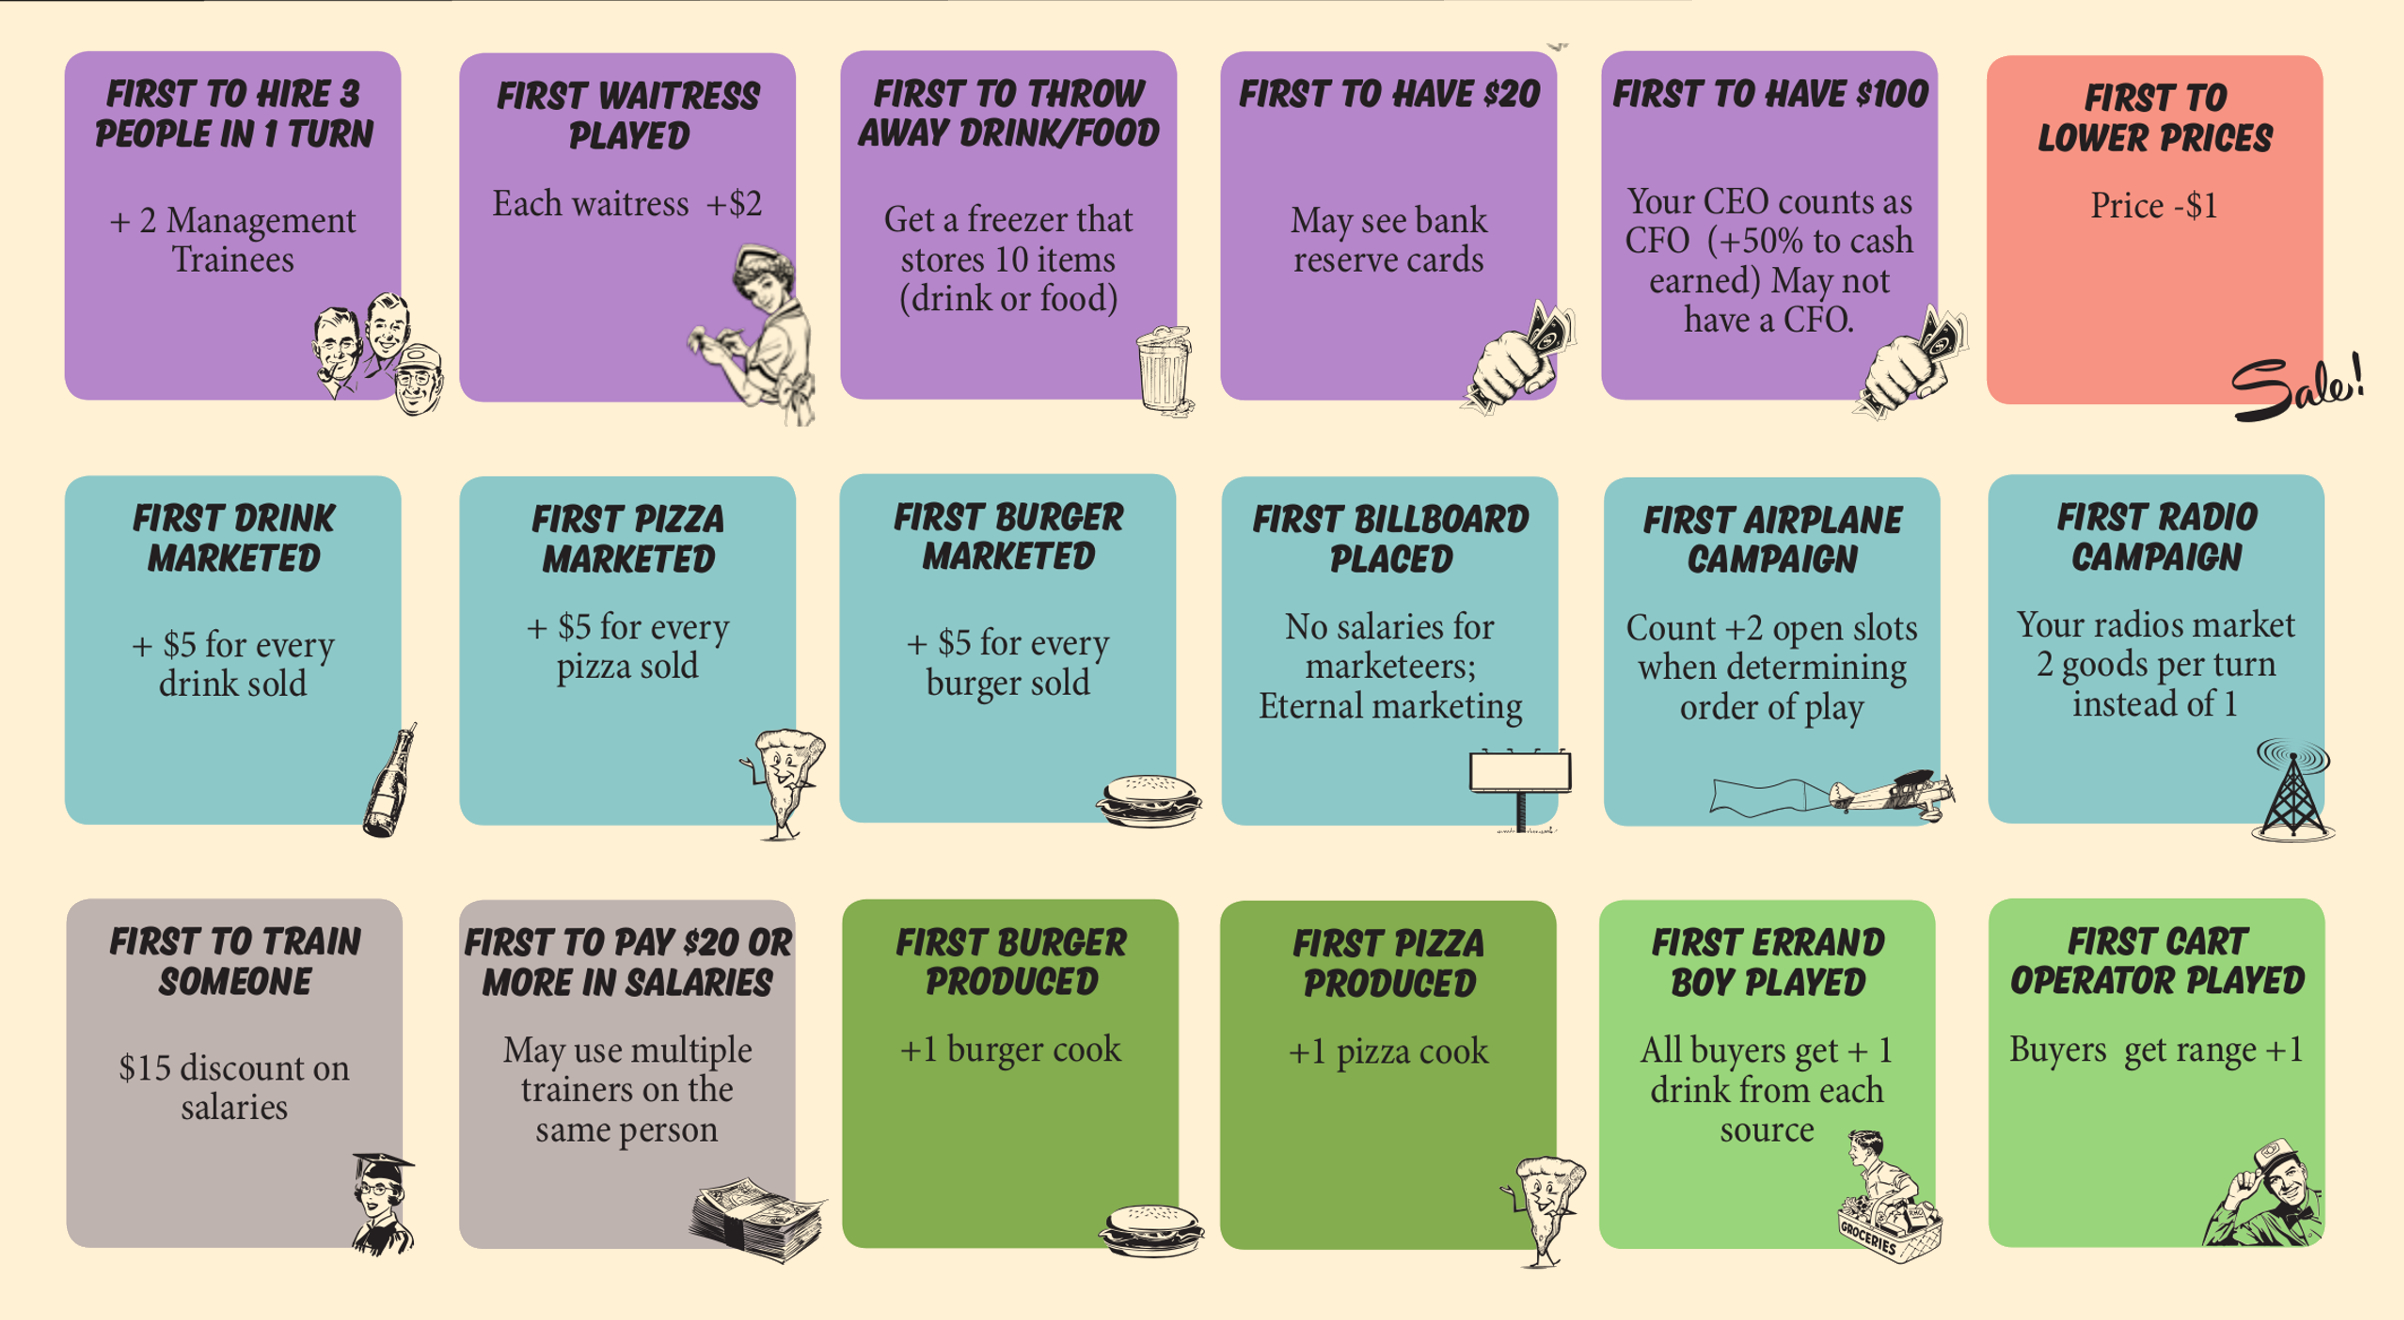 FIRST TO HIRE 3
PEOPLE IN 1 TURN
+ 2 Management
Trainees
FIRST WAITRESS
PLAYED
Each waitress +$2
FIRST TO THROW
AWAY DRINK/FOOD
Get a freezer that
stores 10 items
(drink or food)
FIRST TO HAVE $20
May see bank
reserve cards
FIRST TO HAVE $100
Your CEO counts as
CFO (+50% to cash
earned) May not
have a CFO.
FIRST TO
LOWER PRICES
Price -$1
Sale!
FIRST DRINK
MARKETED
+ $5 for every
drink sold
FIRST PIZZA
MARKETED
+ $5 for every
pizza sold
FIRST BURGER
MARKETED
+ $5 for every
burger sold
FIRST BILLBOARD
PLACED
No salaries for
marketeers;
Eternal marketing
FIRST AIRPLANE
CAMPAIGN
Count +2 open slots
when determining
order of play
FIRST RADIO
CAMPAIGN
Your radios market
2 goods per turn
instead of 1
FIRST TO TRAIN
SOMEONE
$15 discount on
salaries
FIRST TO PAY $20 OR
MORE IN SALARIES
May use multiple
trainers on the
same person
FIRST BURGER
PRODUCED
+1 burger cook
FIRST PIZZA
PRODUCED
+1 pizza cook
FIRST ERRAND
BOY PLAYED
All buyers get + 1
drink from each
source
GROCERIES
FIRST CART
OPERATOR PLAYED
Buyers get range +1